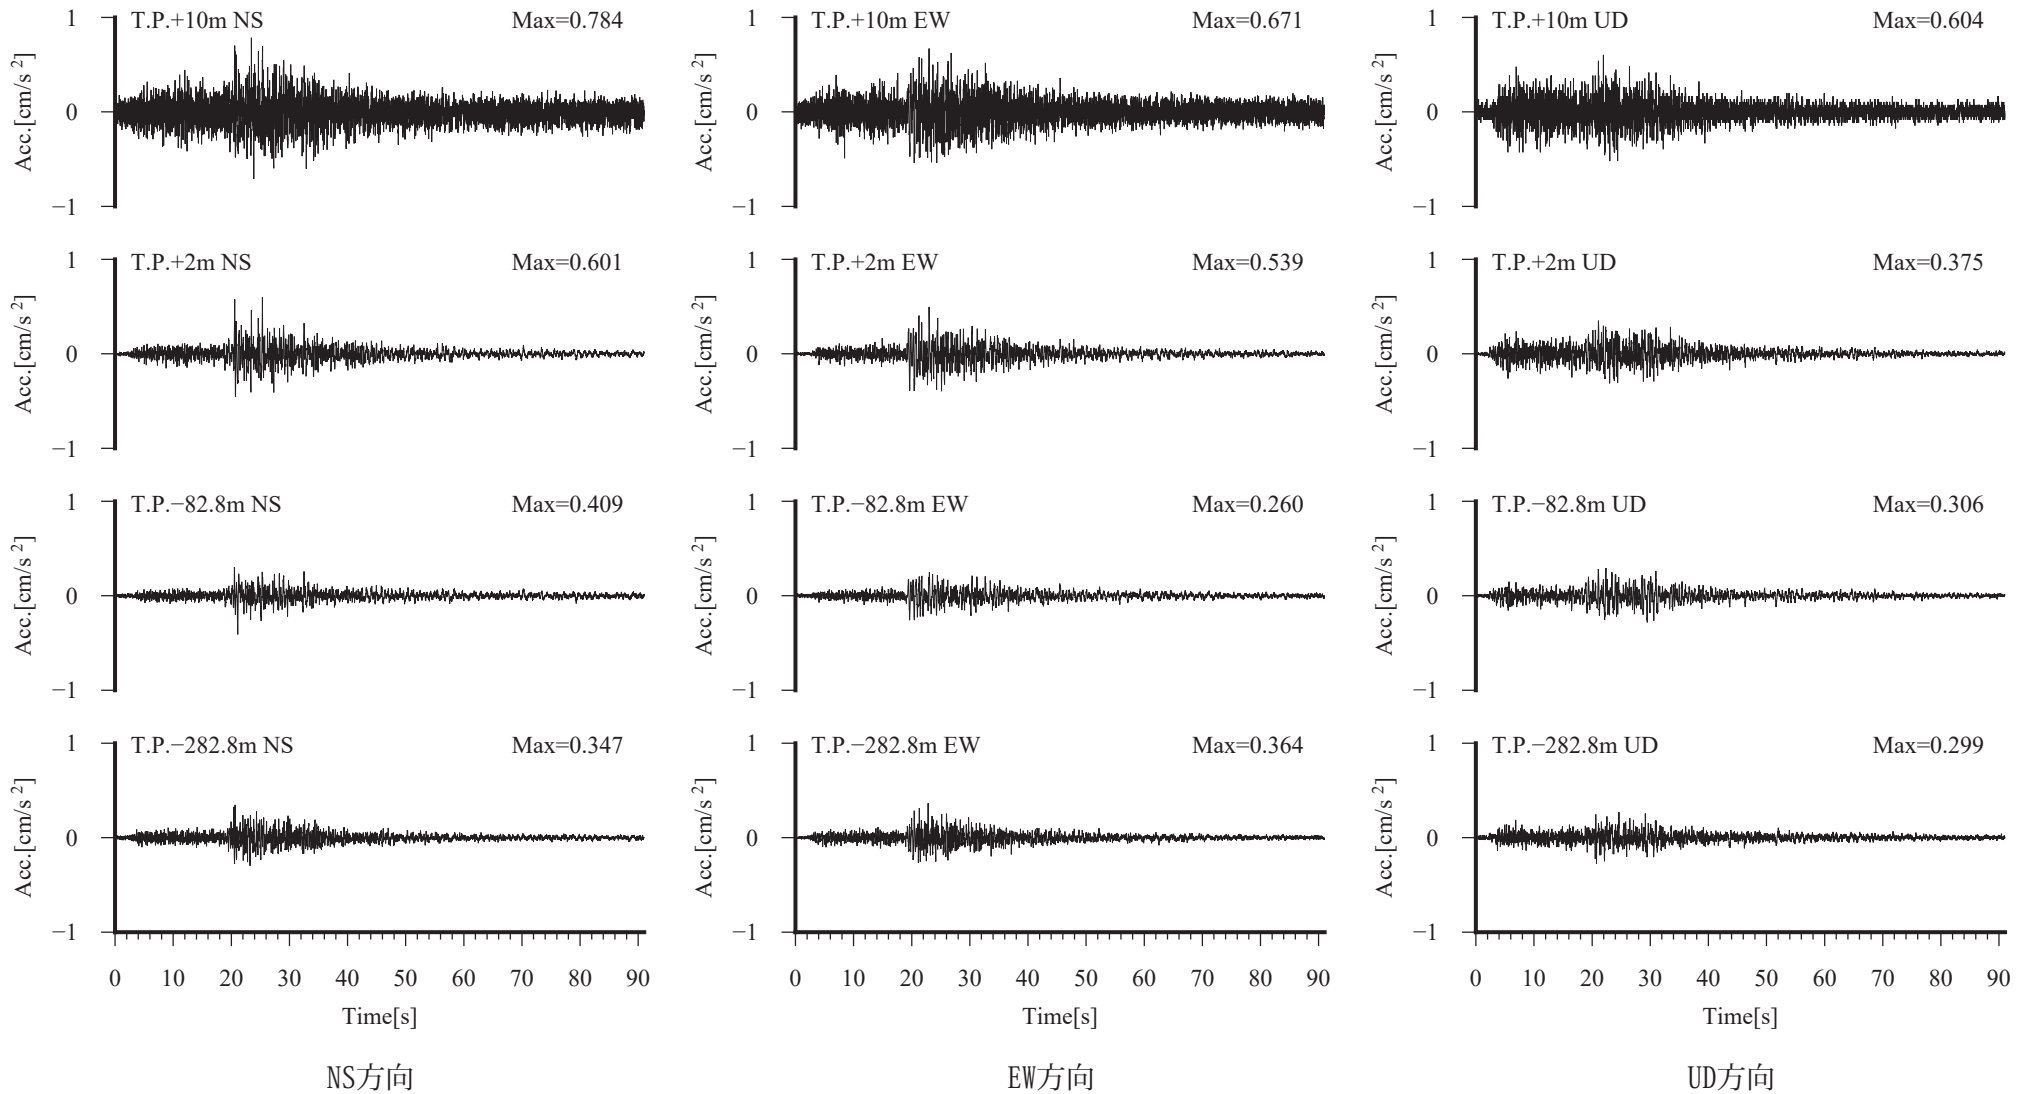 T.P.+10m NS Max=0.784
1
0
−1
Acc.[cm/s²]
T.P.+10m EW Max=0.671
1
0
−1
Acc.[cm/s²]
T.P.+10m UD Max=0.604
1
0
−1
Acc.[cm/s²]
T.P.+2m NS Max=0.601
1
0
−1
Acc.[cm/s²]
T.P.+2m EW Max=0.539
1
0
−1
Acc.[cm/s²]
T.P.+2m UD Max=0.375
1
0
−1
Acc.[cm/s²]
T.P.−82.8m NS Max=0.409
1
0
−1
Acc.[cm/s²]
T.P.−82.8m EW Max=0.260
1
0
−1
Acc.[cm/s²]
T.P.−82.8m UD Max=0.306
1
0
−1
Acc.[cm/s²]
T.P.−282.8m NS Max=0.347
1
0
−1
Acc.[cm/s²]
T.P.−282.8m EW Max=0.364
1
0
−1
Acc.[cm/s²]
T.P.−282.8m UD Max=0.299
1
0
−1
Acc.[cm/s²]
0 10 20 30 40 50 60 70 80 90
Time[s]
NS方向
0 10 20 30 40 50 60 70 80 90
Time[s]
EW方向
0 10 20 30 40 50 60 70 80 90
Time[s]
UD方向